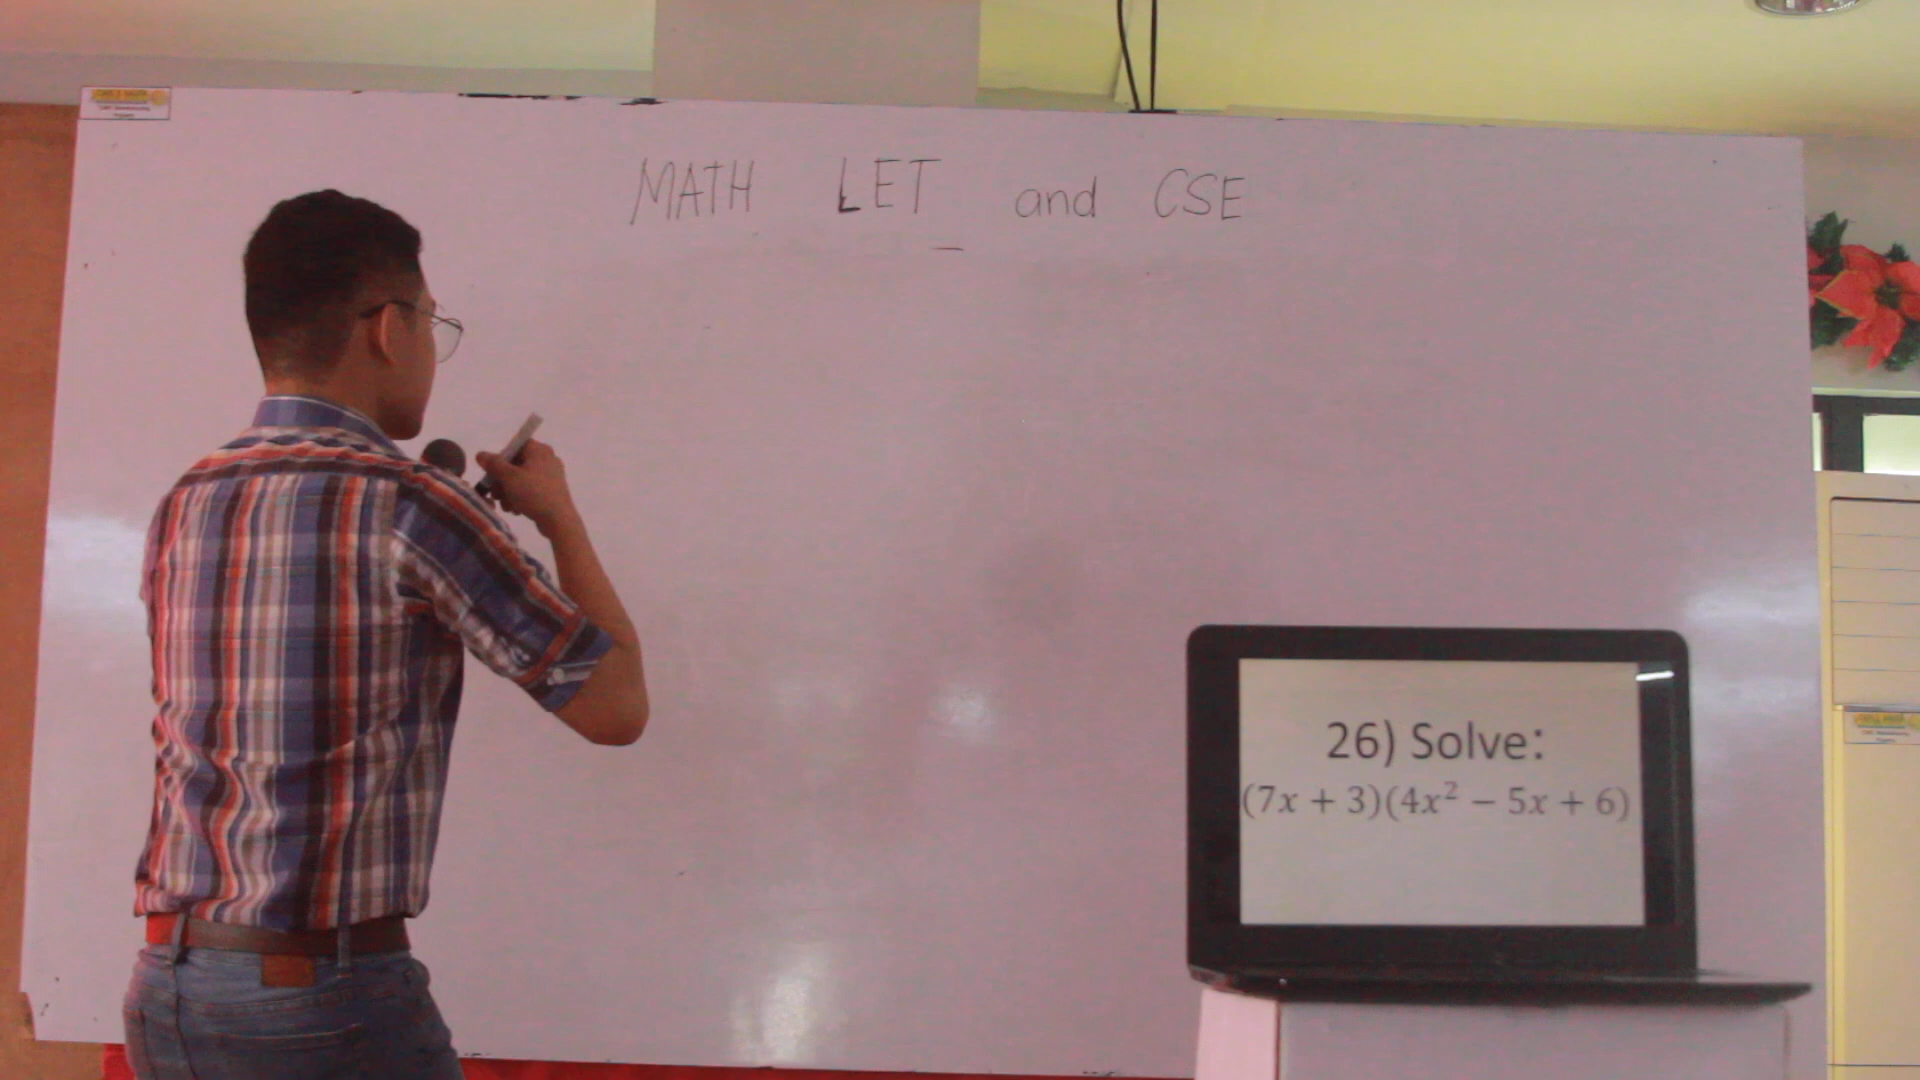 MATH LET and CSE
26) Solve:
(7x + 3)(4x² − 5x + 6)